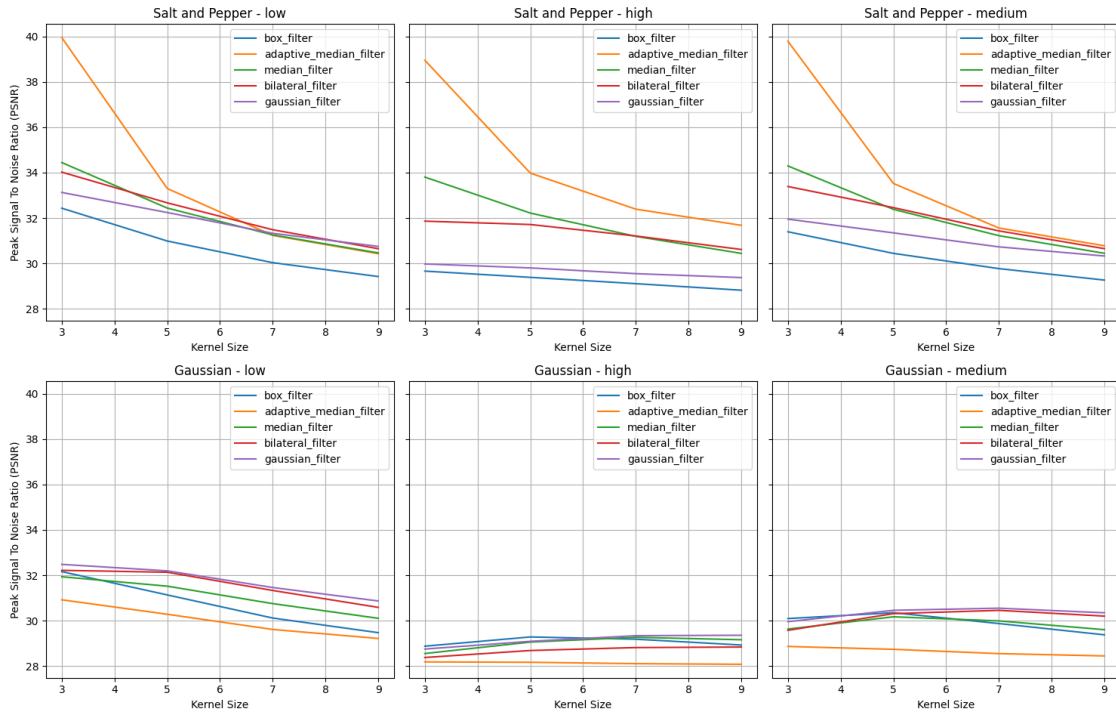 Salt and Pepper - low
Peak Signal To Noise Ratio (PSNR)
40
38
36
34
32
30
28
box_filter
adaptive_median_filter
median_filter
bilateral_filter
gaussian_filter
3 4 5 6 7 8 9
Kernel Size
Salt and Pepper - high
box_filter
adaptive_median_filter
median_filter
bilateral_filter
gaussian_filter
3 4 5 6 7 8 9
Kernel Size
Salt and Pepper - medium
box_filter
adaptive_median_filter
median_filter
bilateral_filter
gaussian_filter
3 4 5 6 7 8 9
Kernel Size
Gaussian - low
Peak Signal To Noise Ratio (PSNR)
40
38
36
34
32
30
28
box_filter
adaptive_median_filter
median_filter
bilateral_filter
gaussian_filter
3 4 5 6 7 8 9
Kernel Size
Gaussian - high
box_filter
adaptive_median_filter
median_filter
bilateral_filter
gaussian_filter
3 4 5 6 7 8 9
Kernel Size
Gaussian - medium
box_filter
adaptive_median_filter
median_filter
bilateral_filter
gaussian_filter
3 4 5 6 7 8 9
Kernel Size